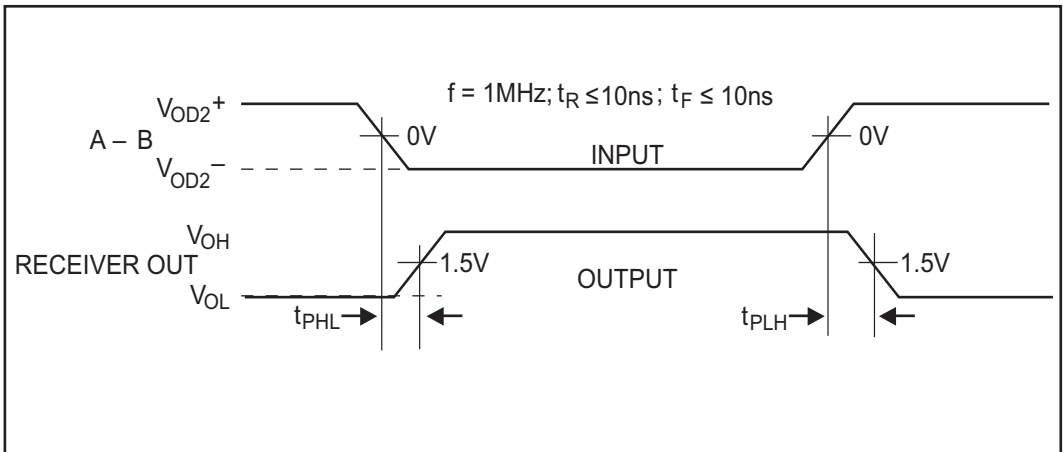 f = 1MHz; tR ≤10ns; tF ≤ 10ns
VOD2+
A – B
0V
0V
INPUT
VOD2–
VOH
RECEIVER OUT
1.5V
OUTPUT
1.5V
VOL
tPHL
tPLH